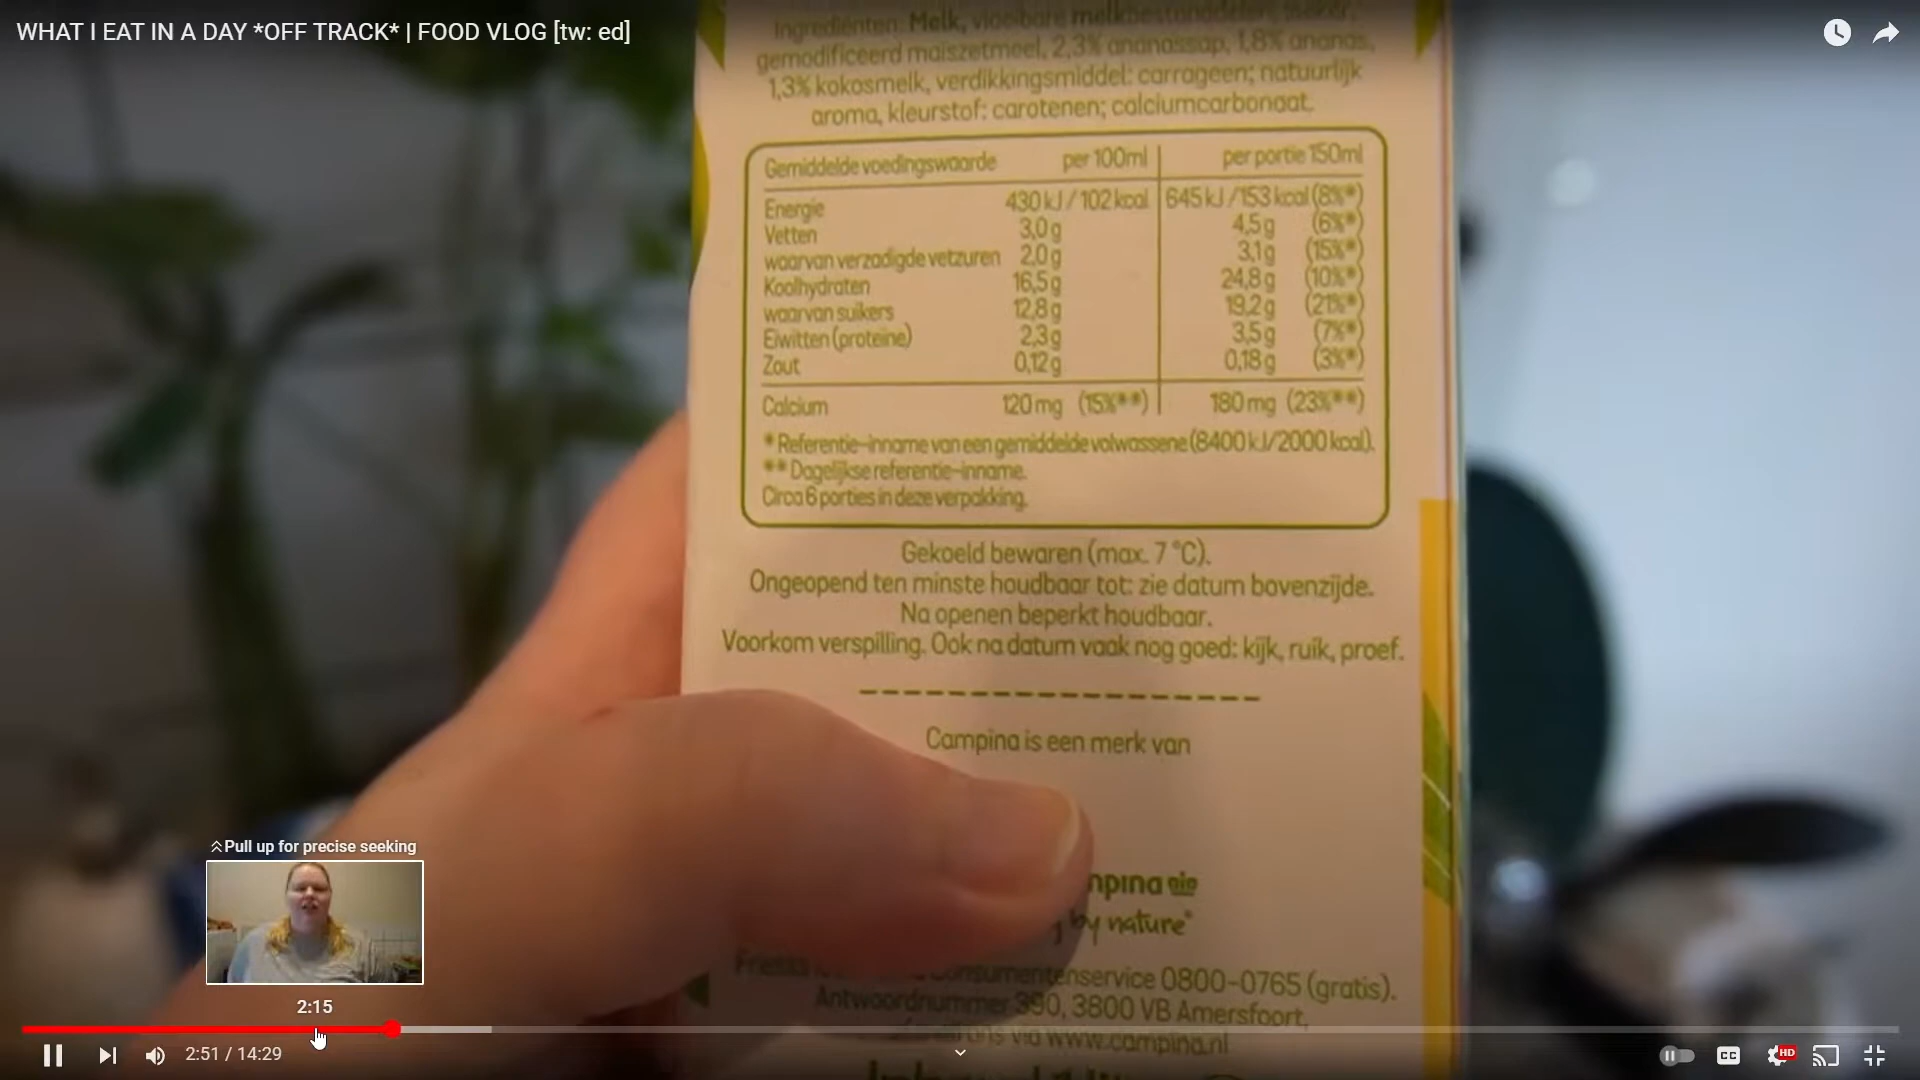 WHAT I EAT IN A DAY *OFF TRACK* | FOOD VLOG [tw: ed]
Ingrediënten: Melk, vloeibare melkbestanddelen, suiker,
gemodificeerd maiszetmeel, 2,3% ananassap, 1,8% ananas,
1,3% kokosmelk, verdikkingsmiddel: carrageen; natuurlijk
aroma, kleurstof: carotenen; calciumcarbonaat.
Gemiddelde voedingswaarde per 100ml per portie 150ml
Energie 430 kJ / 102 kcal 645 kJ / 153 kcal (8%*)
Vetten 3,0 g 4,5 g (6%*)
waarvan verzadigde vetzuren 2,0 g 3,1 g (15%*)
Koolhydraten 16,5 g 24,8 g (10%*)
waarvan suikers 12,8 g 19,2 g (21%*)
Eiwitten (proteïne) 2,3 g 3,5 g (7%*)
Zout 0,12 g 0,18 g (3%*)
Calcium 120 mg (15%**) 180 mg (23%**)
* Referentie-inname van een gemiddelde volwassene (8400 kJ/2000 kcal).
** Dagelijkse referentie-inname.
Circa 6 porties in deze verpakking.
Gekoeld bewaren (max. 7 °C).
Ongeopend ten minste houdbaar tot: zie datum bovenzijde.
Na openen beperkt houdbaar.
Voorkom verspilling. Ook na datum vaak nog goed: kijk, ruik, proef.
Campina is een merk van
by nature
consumentenservice 0800-0765 (gratis).
Antwoordnummer 390, 3800 VB Amersfoort,
ons via www.campina.nl
Pull up for precise seeking
2:15
2:51 / 14:29
CC
HD